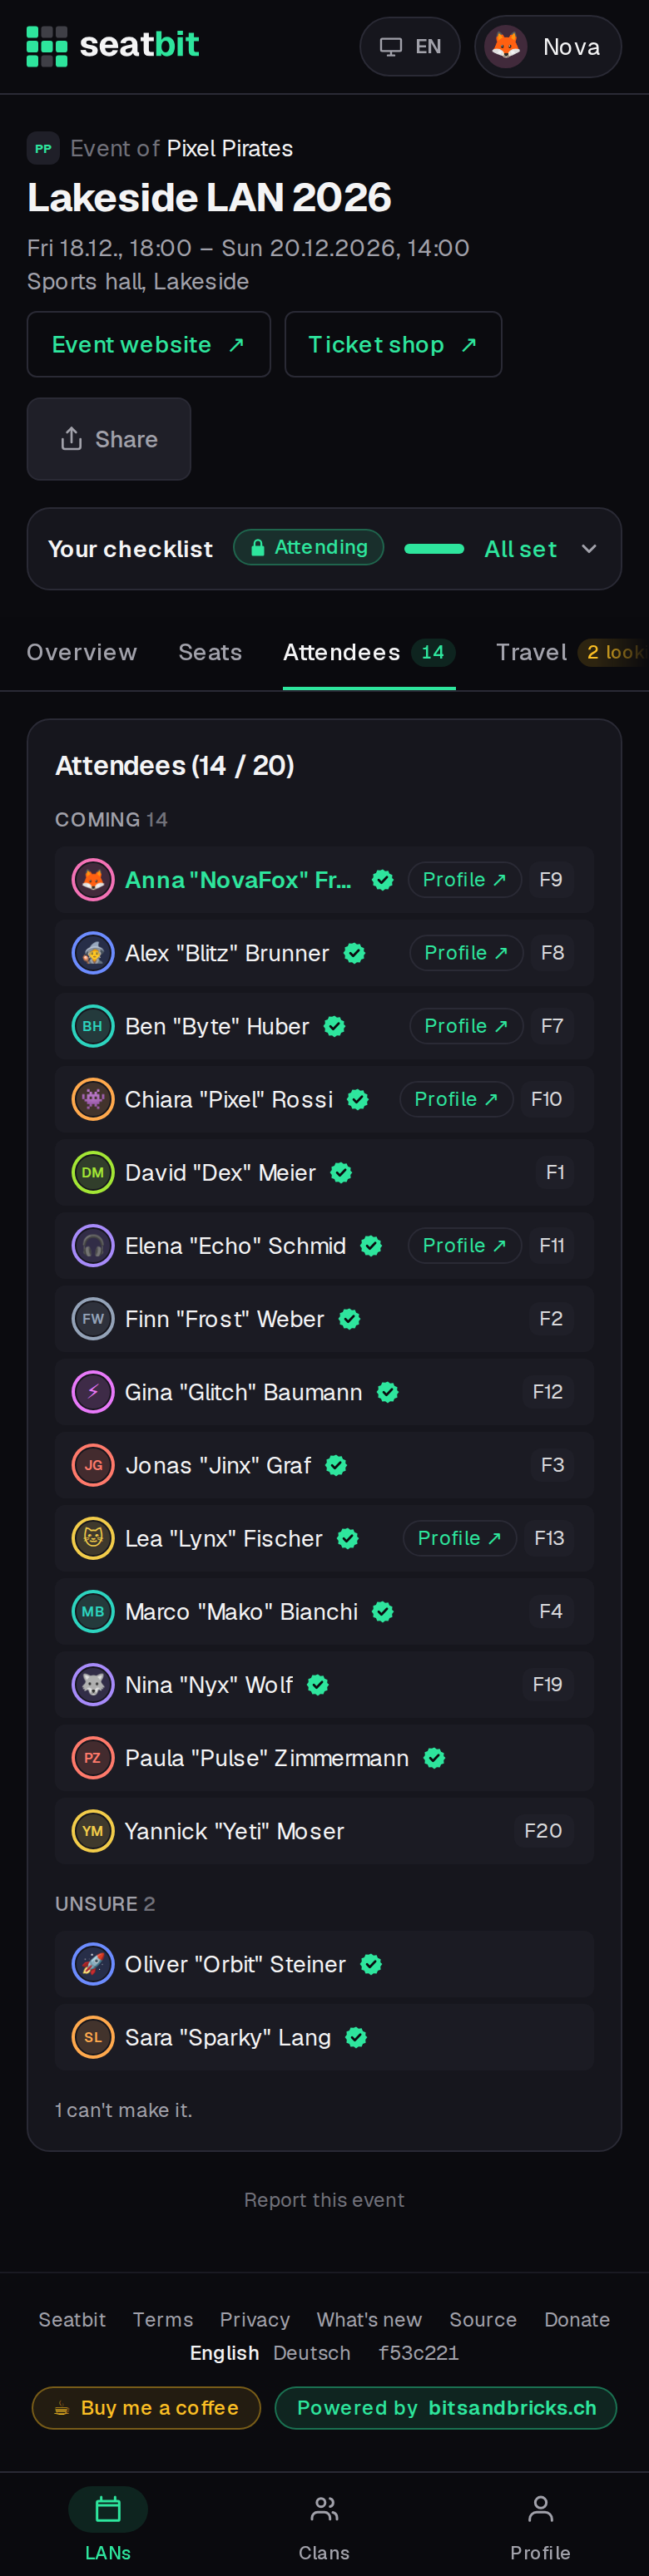 seatbit
EN
Nova
PP Event of Pixel Pirates
Lakeside LAN 2026
Fri 18.12., 18:00 – Sun 20.12.2026, 14:00
Sports hall, Lakeside
Event website ↗ Ticket shop ↗
Share
Your checklist Attending All set
Overview Seats Attendees 14 Travel 2 look
Attendees (14 / 20)
COMING 14
Anna "NovaFox" Fr... Profile ↗ F9
Alex "Blitz" Brunner Profile ↗ F8
BH Ben "Byte" Huber Profile ↗ F7
Chiara "Pixel" Rossi Profile ↗ F10
DM David "Dex" Meier F1
Elena "Echo" Schmid Profile ↗ F11
FW Finn "Frost" Weber F2
Gina "Glitch" Baumann F12
JG Jonas "Jinx" Graf F3
Lea "Lynx" Fischer Profile ↗ F13
MB Marco "Mako" Bianchi F4
Nina "Nyx" Wolf F19
PZ Paula "Pulse" Zimmermann
YM Yannick "Yeti" Moser F20
UNSURE 2
Oliver "Orbit" Steiner
SL Sara "Sparky" Lang
1 can't make it.
Report this event
Seatbit Terms Privacy What's new Source Donate
English Deutsch f53c221
Buy me a coffee Powered by bitsandbricks.ch
LANs Clans Profile